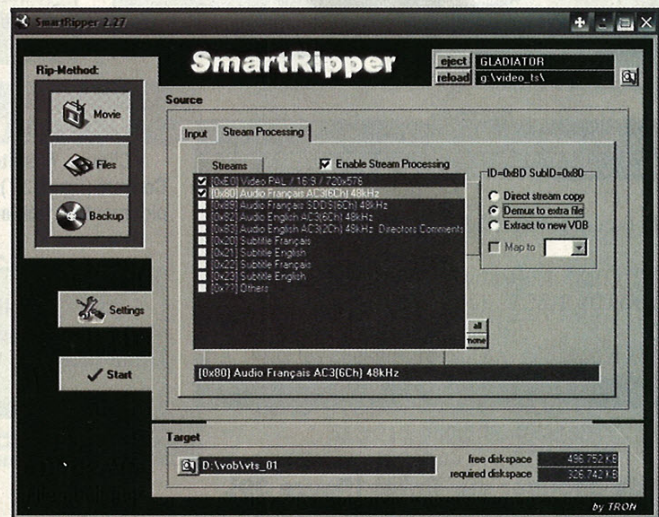 SmartRipper 2.27
SmartRipper
eject GLADIATOR
reload g:\video_ts\
Rip-Method:
Movie
Files
Backup
Settings
Start
Source
Input Stream Processing
Streams
Enable Stream Processing
[0xE0] Video PAL / 16:9 / 720x576
[0x80] Audio Français AC3(6Ch) 48kHz
[0x89] Audio Français SDDS(6Ch) 48kHz
[0x82] Audio English AC3(6Ch) 48kHz
[0x83] Audio English AC3(2Ch) 48kHz Directors Comments
[0x20] Subtitle Français
[0x21] Subtitle English
[0x22] Subtitle Français
[0x23] Subtitle English
[0x??] Others
ID=0xBD SubID=0x80
Direct stream copy
Demux to extra file
Extract to new VOB
Map to
all
none
[0x80] Audio Français AC3(6Ch) 48kHz
Target
D:\vob\vts_01
free diskspace 496.752 KB
required diskspace 326.742 KB
by TRON